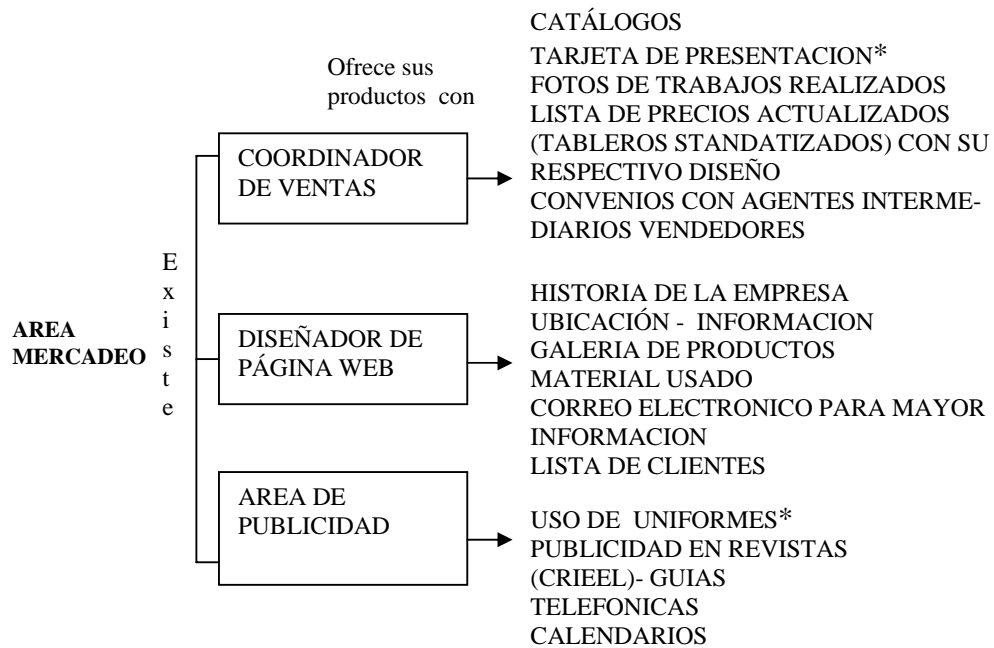 AREA
MERCADEO
Existe
Ofrece sus
productos con
COORDINADOR
DE VENTAS
CATÁLOGOS
TARJETA DE PRESENTACION*
FOTOS DE TRABAJOS REALIZADOS
LISTA DE PRECIOS ACTUALIZADOS
(TABLEROS STANDATIZADOS) CON SU
RESPECTIVO DISEÑO
CONVENIOS CON AGENTES INTERME-
DIARIOS VENDEDORES
DISEÑADOR DE
PÁGINA WEB
HISTORIA DE LA EMPRESA
UBICACIÓN - INFORMACION
GALERIA DE PRODUCTOS
MATERIAL USADO
CORREO ELECTRONICO PARA MAYOR
INFORMACION
LISTA DE CLIENTES
AREA DE
PUBLICIDAD
USO DE UNIFORMES*
PUBLICIDAD EN REVISTAS
(CRIEEL)- GUIAS
TELEFONICAS
CALENDARIOS